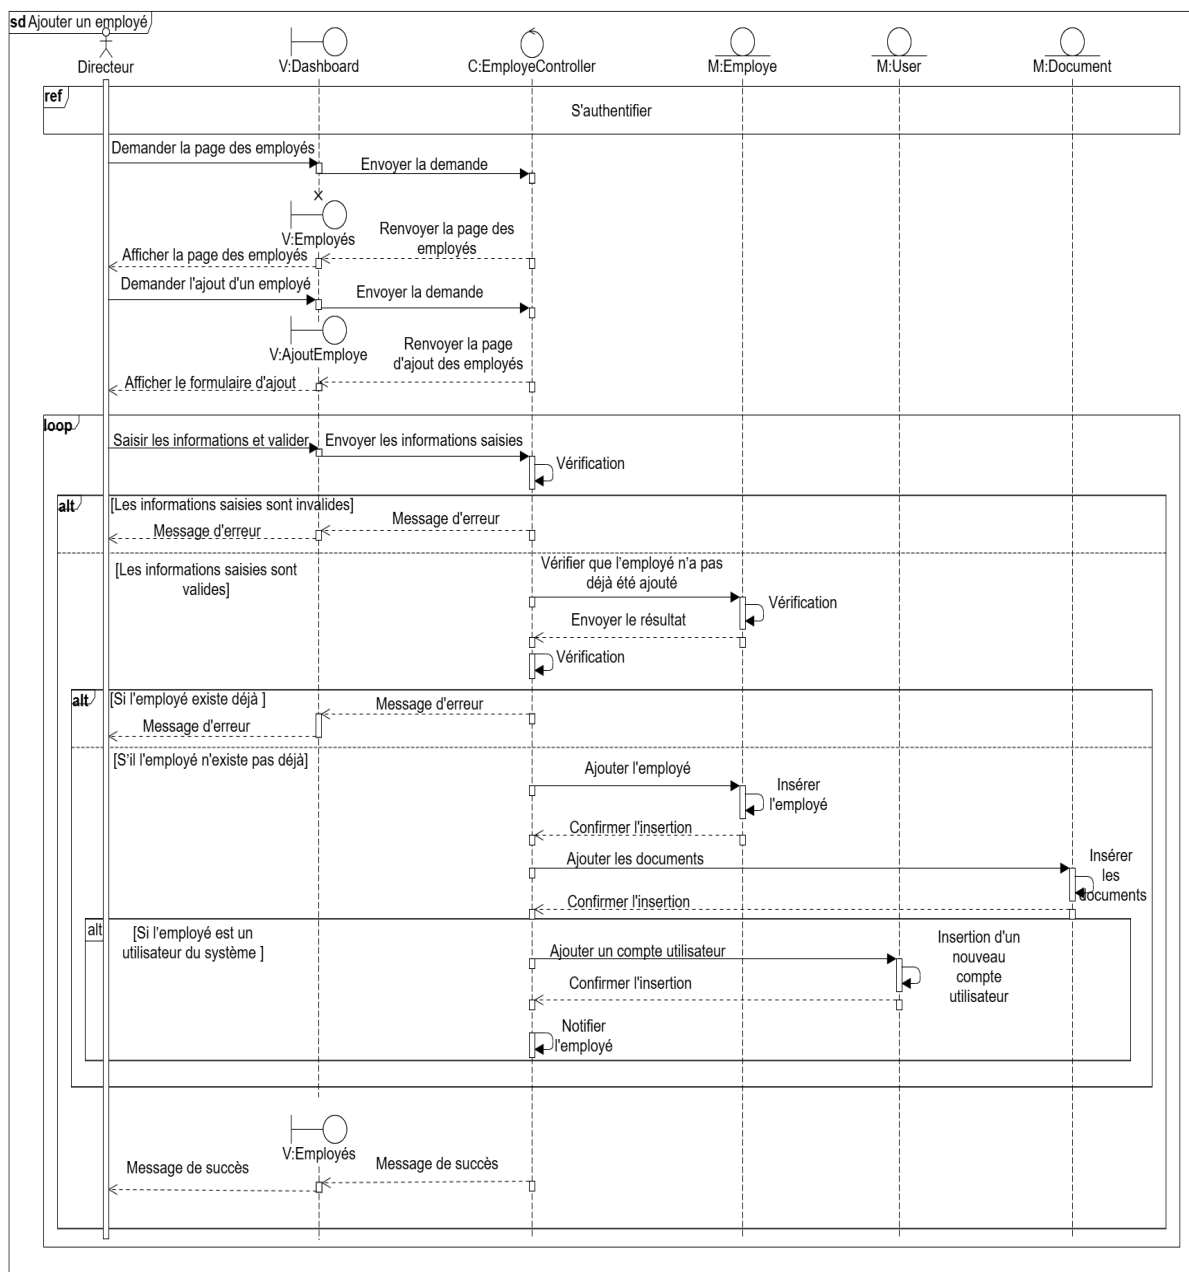 sd Ajouter un employé
Directeur
V:Dashboard
C:EmployeController
M:Employe
M:User
M:Document
ref
S'authentifier
Demander la page des employés
Envoyer la demande
V:Employés
Renvoyer la page des
employés
Afficher la page des employés
Demander l'ajout d'un employé
Envoyer la demande
V:AjoutEmploye
Renvoyer la page
d'ajout des employés
Afficher le formulaire d'ajout
loop
Saisir les informations et valider
Envoyer les informations saisies
Vérification
alt
[Les informations saisies sont invalides]
Message d'erreur
Message d'erreur
[Les informations saisies sont
valides]
Vérifier que l'employé n'a pas
déjà été ajouté
Vérification
Envoyer le résultat
Vérification
alt
[Si l'employé existe déjà ]
Message d'erreur
Message d'erreur
[S'il l'employé n'existe pas déjà]
Ajouter l'employé
Insérer
l'employé
Confirmer l'insertion
Ajouter les documents
Insérer
les
documents
Confirmer l'insertion
alt
[Si l'employé est un
utilisateur du système ]
Ajouter un compte utilisateur
Insertion d'un
nouveau
compte
utilisateur
Confirmer l'insertion
Notifier
l'employé
V:Employés
Message de succès
Message de succès